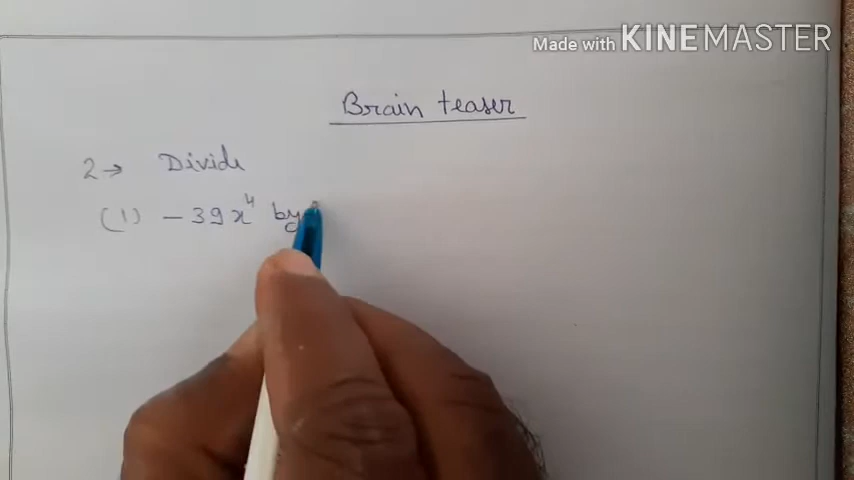 Made with KINEMASTER
Brain teaser
2→ Divide
(1) - 39x⁴ by